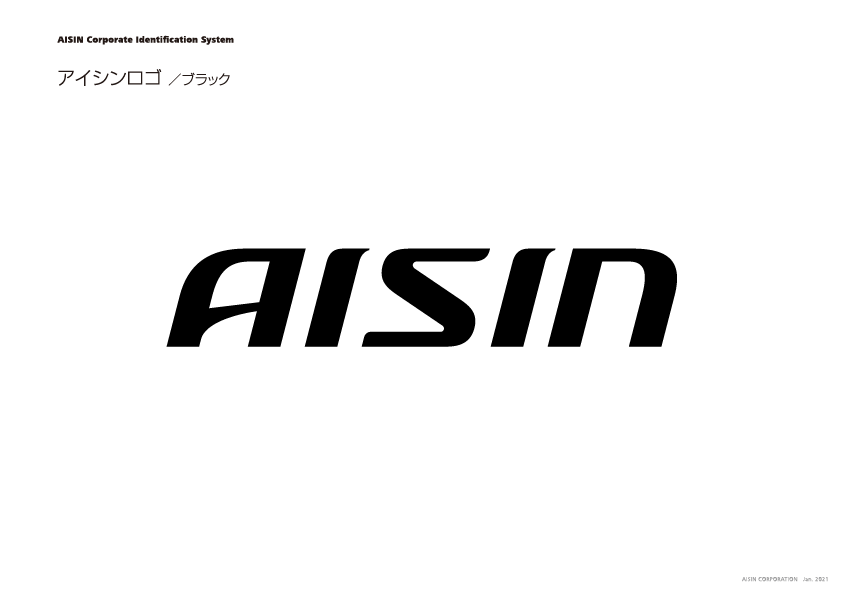 AISIN Corporate Identification System
アイシンロゴ ／ブラック
AISIN
AISIN CORPORATION Jan. 2021